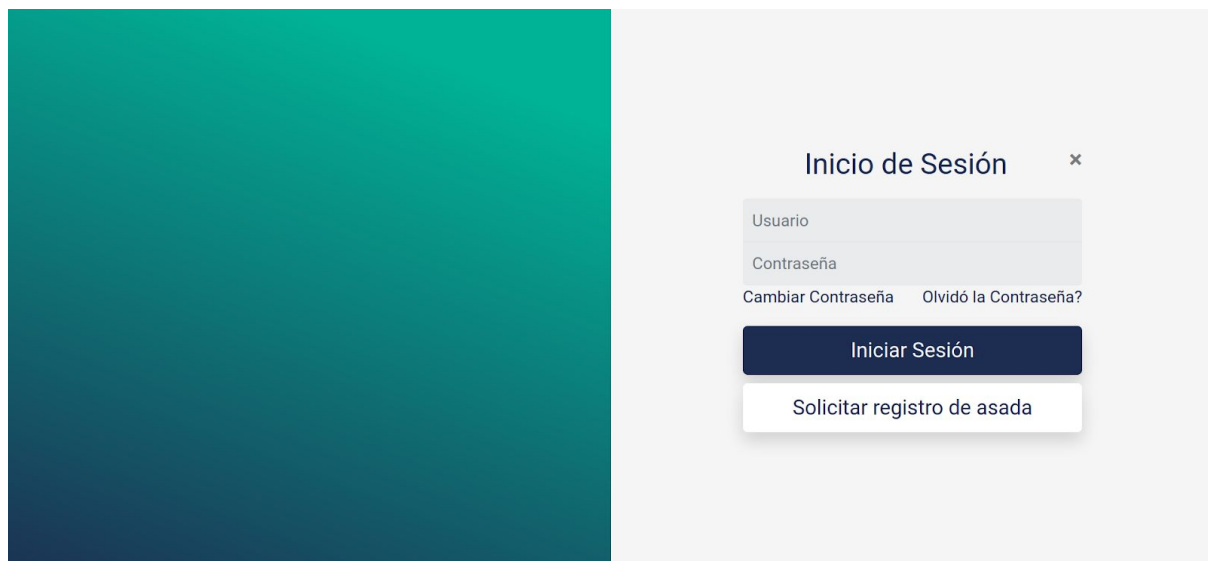 Inicio de Sesión ×
Usuario
Contraseña
Cambiar Contraseña Olvidó la Contraseña?
Iniciar Sesión
Solicitar registro de asada